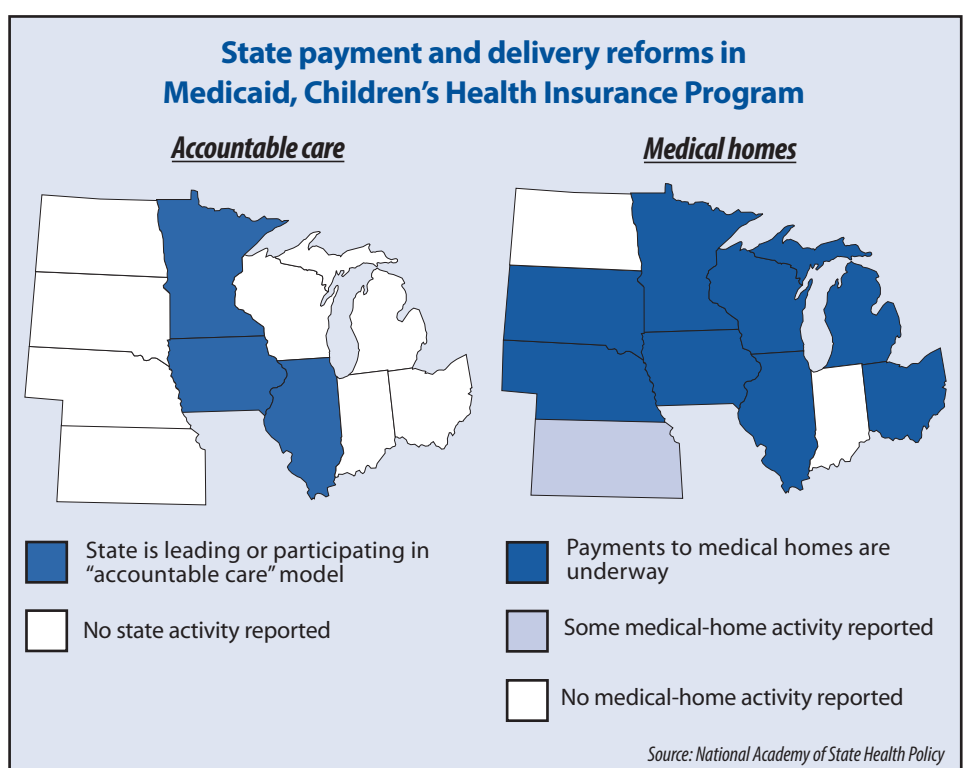 State payment and delivery reforms in
Medicaid, Children's Health Insurance Program
Accountable care
State is leading or participating in
"accountable care" model
No state activity reported
Medical homes
Payments to medical homes are
underway
Some medical-home activity reported
No medical-home activity reported
Source: National Academy of State Health Policy